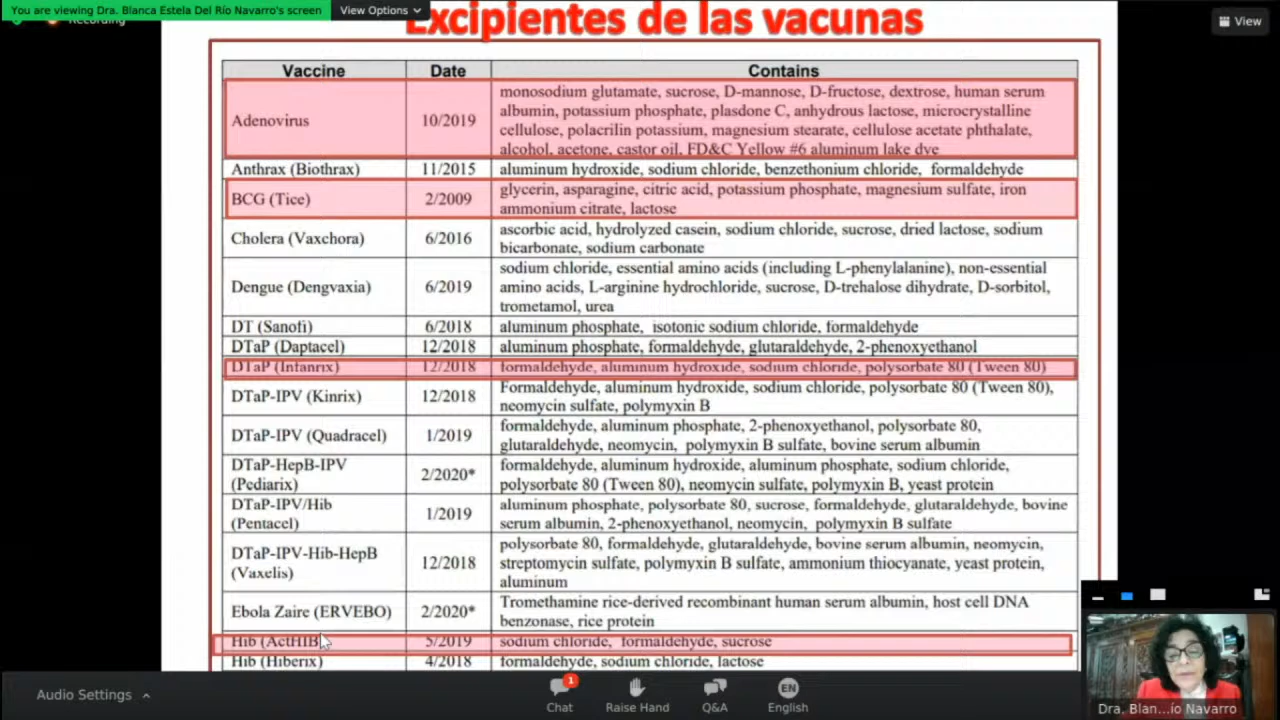 You are viewing Dra. Blanca Estela Del Río Navarro's screen
View Options
Recording
View
Excipientes de las vacunas
Vaccine Date Contains
Adenovirus 10/2019 monosodium glutamate, sucrose, D-mannose, D-fructose, dextrose, human serum
albumin, potassium phosphate, plasdone C, anhydrous lactose, microcrystalline
cellulose, polacrilin potassium, magnesium stearate, cellulose acetate phthalate,
alcohol, acetone, castor oil, FD&C Yellow #6 aluminum lake dye
Anthrax (Biothrax) 11/2015 aluminum hydroxide, sodium chloride, benzethonium chloride, formaldehyde
BCG (Tice) 2/2009 glycerin, asparagine, citric acid, potassium phosphate, magnesium sulfate, iron
ammonium citrate, lactose
Cholera (Vaxchora) 6/2016 ascorbic acid, hydrolyzed casein, sodium chloride, sucrose, dried lactose, sodium
bicarbonate, sodium carbonate
Dengue (Dengvaxia) 6/2019 sodium chloride, essential amino acids (including L-phenylalanine), non-essential
amino acids, L-arginine hydrochloride, sucrose, D-trehalose dihydrate, D-sorbitol,
trometamol, urea
DT (Sanofi) 6/2018 aluminum phosphate, isotonic sodium chloride, formaldehyde
DTaP (Daptacel) 12/2018 aluminum phosphate, formaldehyde, glutaraldehyde, 2-phenoxyethanol
DTaP (Infanrix) 12/2018 formaldehyde, aluminum hydroxide, sodium chloride, polysorbate 80 (Tween 80)
DTaP-IPV (Kinrix) 12/2018 Formaldehyde, aluminum hydroxide, sodium chloride, polysorbate 80 (Tween 80),
neomycin sulfate, polymyxin B
DTaP-IPV (Quadracel) 1/2019 formaldehyde, aluminum phosphate, 2-phenoxyethanol, polysorbate 80,
glutaraldehyde, neomycin, polymyxin B sulfate, bovine serum albumin
DTaP-HepB-IPV
(Pediarix) 2/2020* formaldehyde, aluminum hydroxide, aluminum phosphate, sodium chloride,
polysorbate 80 (Tween 80), neomycin sulfate, polymyxin B, yeast protein
DTaP-IPV/Hib
(Pentacel) 1/2019 aluminum phosphate, polysorbate 80, sucrose, formaldehyde, glutaraldehyde, bovine
serum albumin, 2-phenoxyethanol, neomycin, polymyxin B sulfate
DTaP-IPV-Hib-HepB
(Vaxelis) 12/2018 polysorbate 80, formaldehyde, glutaraldehyde, bovine serum albumin, neomycin,
streptomycin sulfate, polymyxin B sulfate, ammonium thiocyanate, yeast protein,
aluminum
Ebola Zaire (ERVEBO) 2/2020* Tromethamine rice-derived recombinant human serum albumin, host cell DNA
benzonase, rice protein
Hib (ActHIB) 5/2019 sodium chloride, formaldehyde, sucrose
Hib (Hiberix) 4/2018 formaldehyde, sodium chloride, lactose
Dra. Blan...ío Navarro
Audio Settings
1
Chat
Raise Hand
Q&A
EN
English